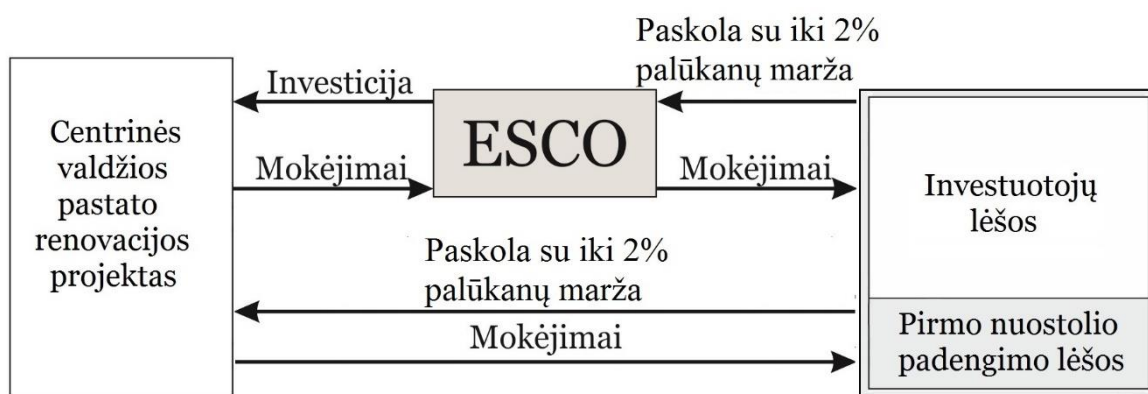 Centrinės
valdžios
pastato
renovacijos
projektas
Investicija
Mokėjimai
ESCO
Paskola su iki 2%
palūkanų marža
Mokėjimai
Paskola su iki 2%
palūkanų marža
Mokėjimai
Investuotojų
lėšos
Pirmo nuostolio
padengimo lėšos